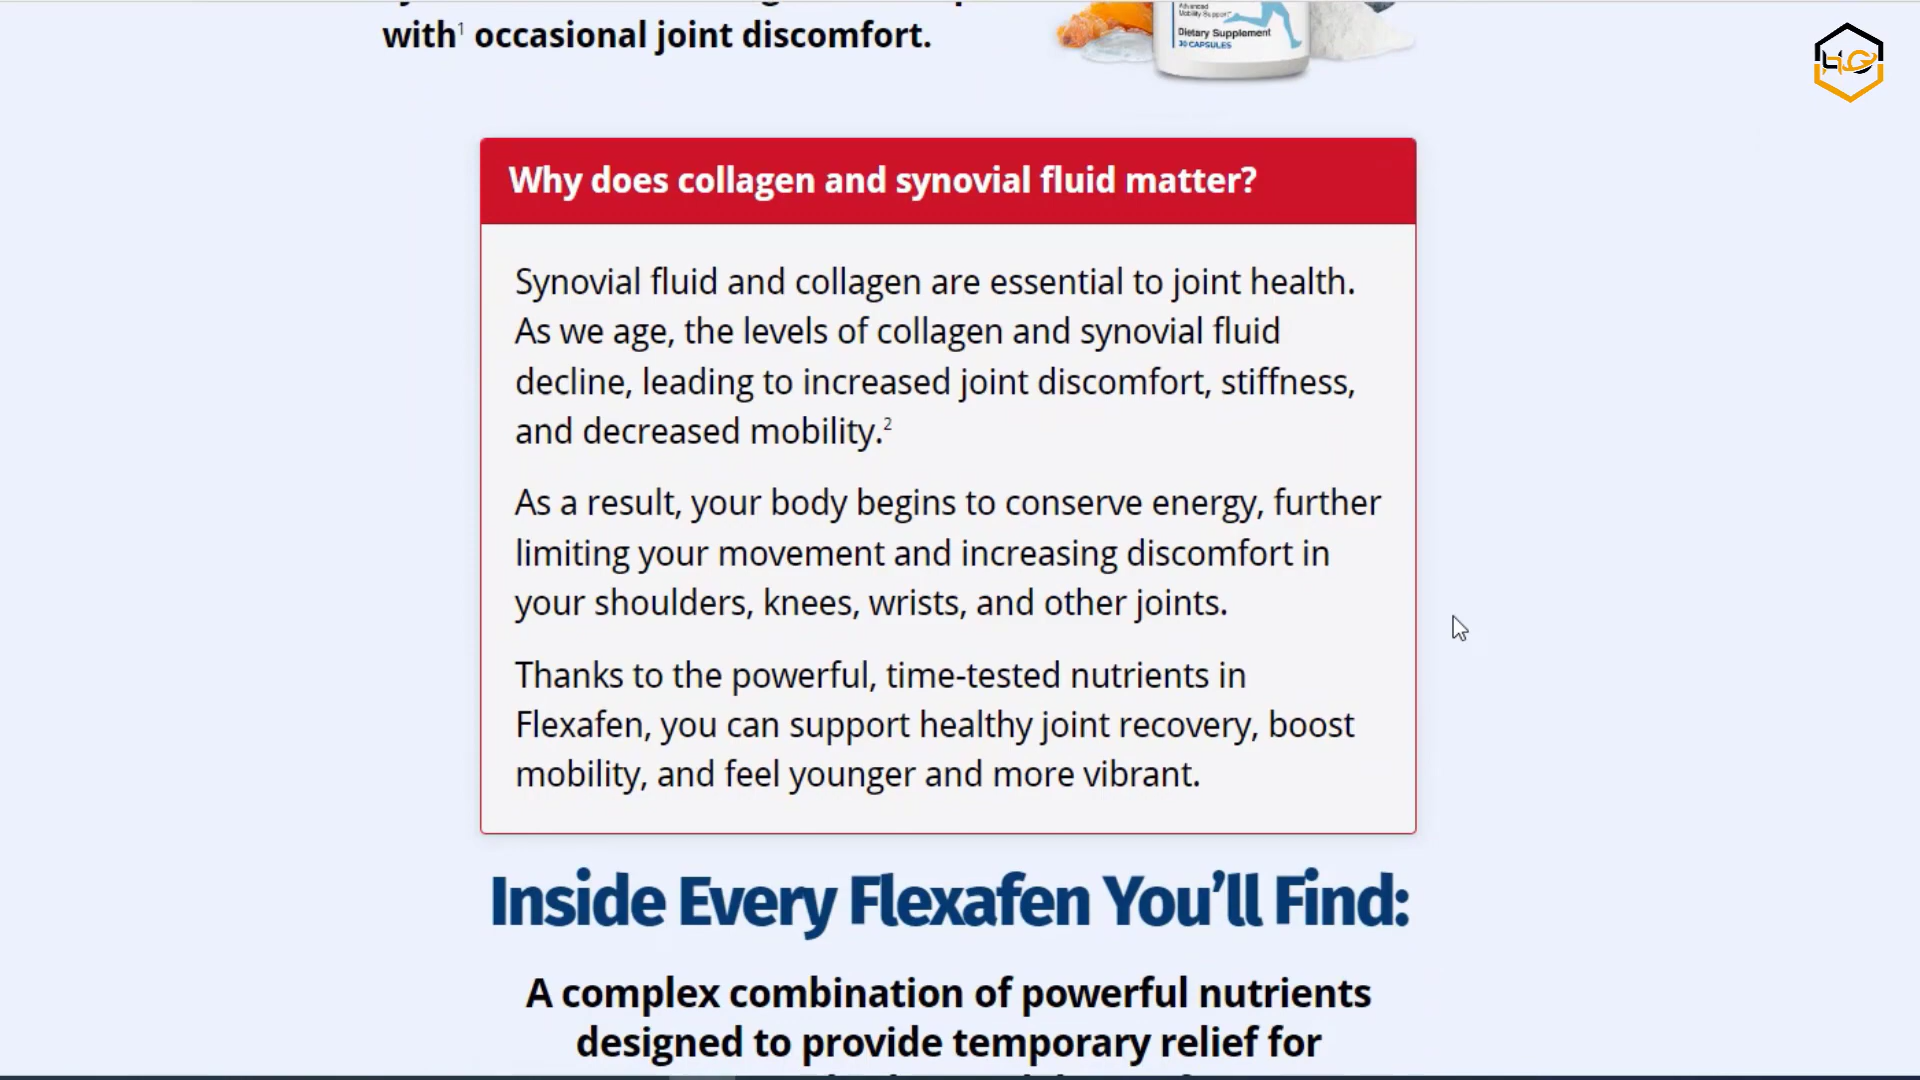 with¹ occasional joint discomfort.
Advanced
Mobility Support
Dietary Supplement
30 CAPSULES
Why does collagen and synovial fluid matter?
Synovial fluid and collagen are essential to joint health.
As we age, the levels of collagen and synovial fluid
decline, leading to increased joint discomfort, stiffness,
and decreased mobility.²
As a result, your body begins to conserve energy, further
limiting your movement and increasing discomfort in
your shoulders, knees, wrists, and other joints.
Thanks to the powerful, time-tested nutrients in
Flexafen, you can support healthy joint recovery, boost
mobility, and feel younger and more vibrant.
Inside Every Flexafen You’ll Find:
A complex combination of powerful nutrients
designed to provide temporary relief for